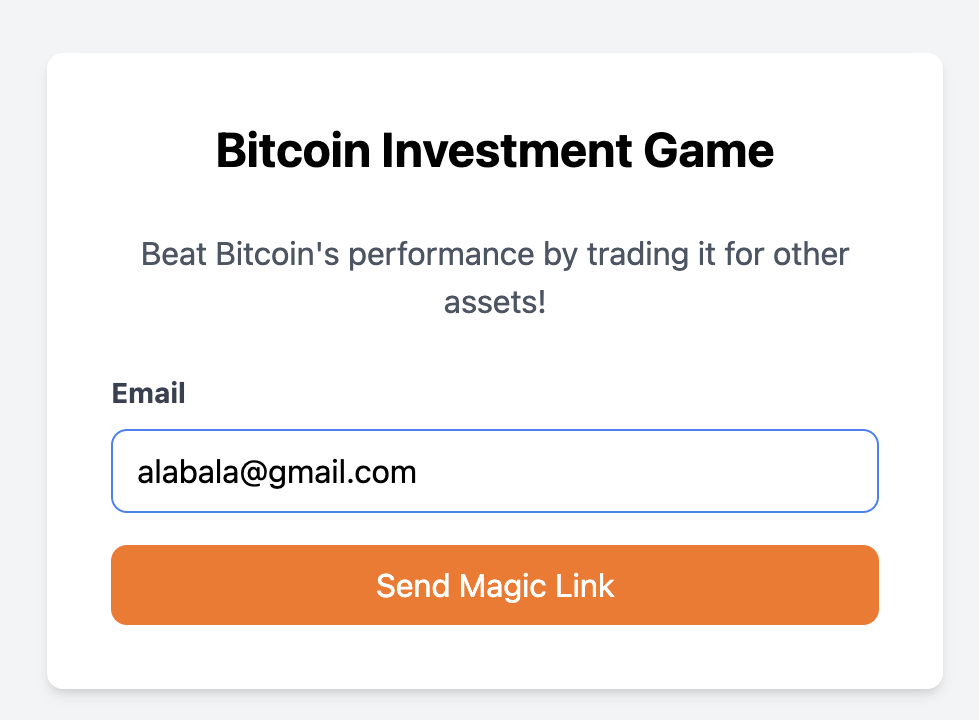 Bitcoin Investment Game
Beat Bitcoin's performance by trading it for other
assets!
Email
alabala@gmail.com
Send Magic Link